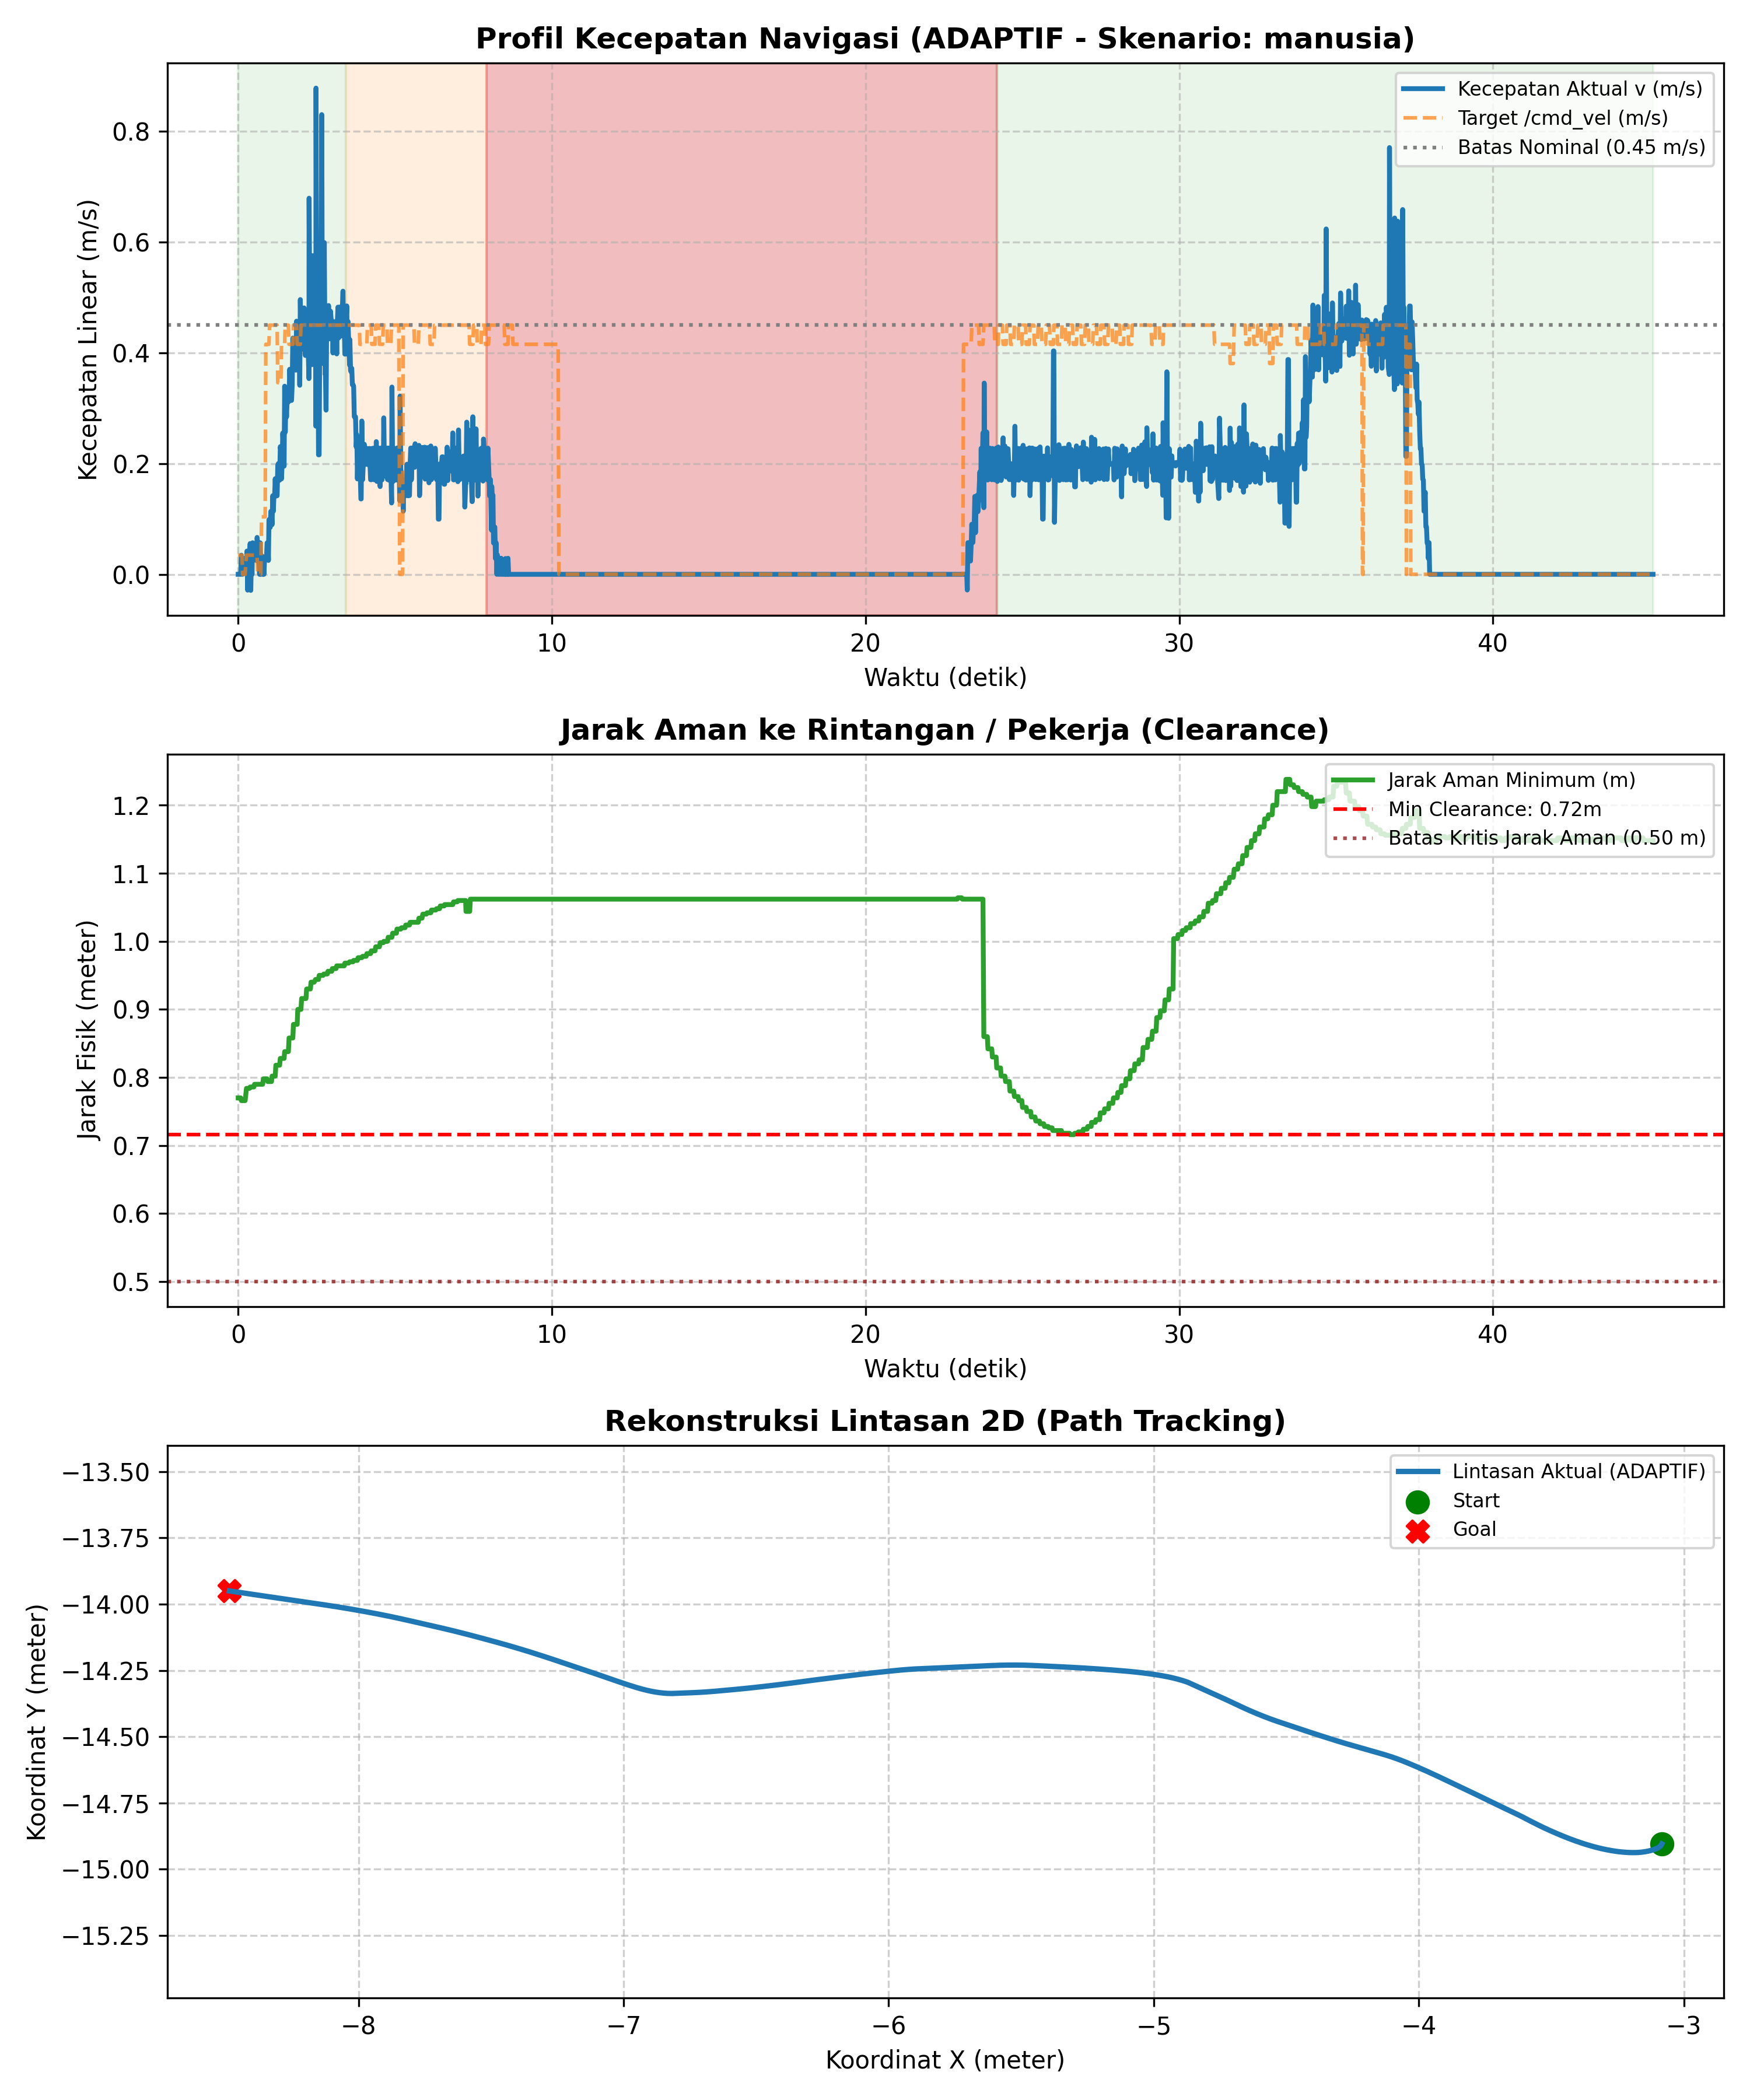 Profil Kecepatan Navigasi (ADAPTIF - Skenario: manusia)
Kecepatan Linear (m/s)
0.8
0.6
0.4
0.2
0.0
Kecepatan Aktual v (m/s)
Target /cmd_vel (m/s)
Batas Nominal (0.45 m/s)
0 10 20 30 40
Waktu (detik)
Jarak Aman ke Rintangan / Pekerja (Clearance)
Jarak Fisik (meter)
1.2
1.1
1.0
0.9
0.8
0.7
0.6
0.5
Jarak Aman Minimum (m)
Min Clearance: 0.72m
Batas Kritis Jarak Aman (0.50 m)
0 10 20 30 40
Waktu (detik)
Rekonstruksi Lintasan 2D (Path Tracking)
Koordinat Y (meter)
−13.50
−13.75
−14.00
−14.25
−14.50
−14.75
−15.00
−15.25
Lintasan Aktual (ADAPTIF)
Start
Goal
−8 −7 −6 −5 −4 −3
Koordinat X (meter)